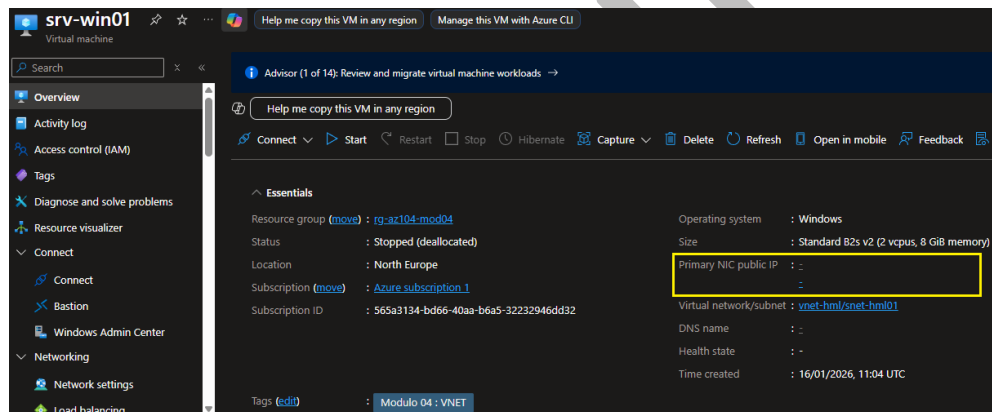 srv-win01
Virtual machine
Help me copy this VM in any region
Manage this VM with Azure CLI
Search
Overview
Activity log
Access control (IAM)
Tags
Diagnose and solve problems
Resource visualizer
Connect
Connect
Bastion
Windows Admin Center
Networking
Network settings
Load balancing
Advisor (1 of 14): Review and migrate virtual machine workloads →
Help me copy this VM in any region
Connect Start Restart Stop Hibernate Capture Delete Refresh Open in mobile Feedback
Essentials
Resource group (move) : rg-az104-mod04
Status : Stopped (deallocated)
Location : North Europe
Subscription (move) : Azure subscription 1
Subscription ID : 565a3134-bd66-40aa-b6a5-32232946dd32
Operating system : Windows
Size : Standard B2s v2 (2 vcpus, 8 GiB memory)
Primary NIC public IP : -
-
Virtual network/subnet : vnet-hml/snet-hml01
DNS name : -
Health state : -
Time created : 16/01/2026, 11:04 UTC
Tags (edit) : Modulo 04 : VNET